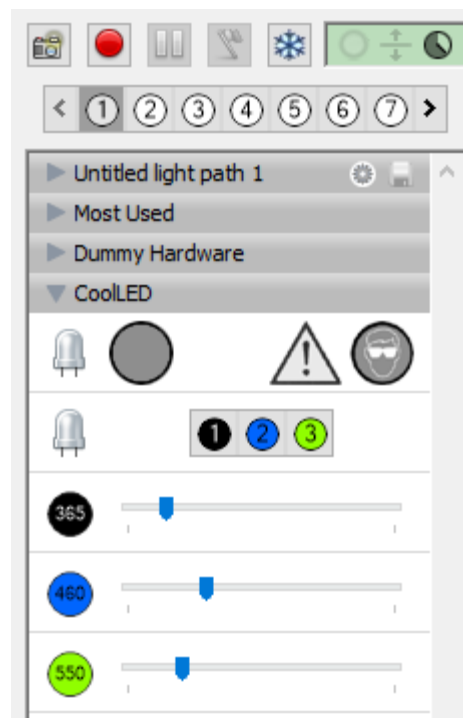 1 2 3 4 5 6 7
Untitled light path 1
Most Used
Dummy Hardware
CoolLED
1 2 3
365
460
550